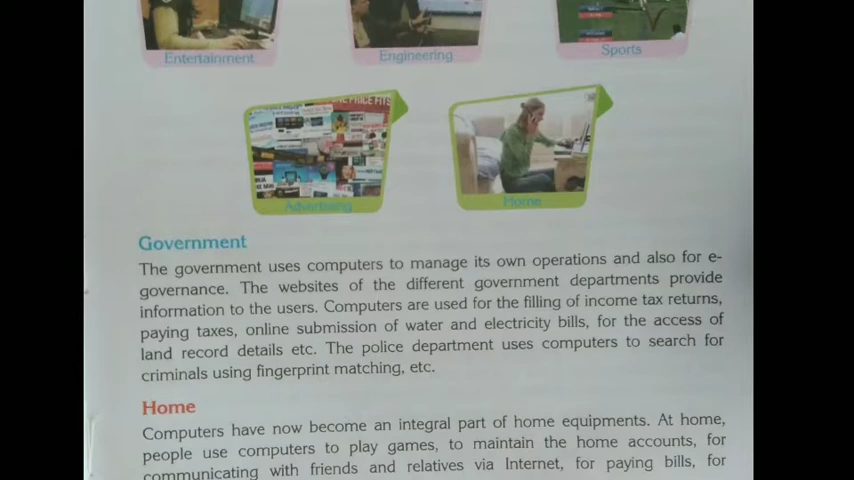 Entertainment
Engineering
Sports
PRICE FITS
Advertising
Home
Government
The government uses computers to manage its own operations and also for e-
governance. The websites of the different government departments provide
information to the users. Computers are used for the filling of income tax returns,
paying taxes, online submission of water and electricity bills, for the access of
land record details etc. The police department uses computers to search for
criminals using fingerprint matching, etc.
Home
Computers have now become an integral part of home equipments. At home,
people use computers to play games, to maintain the home accounts, for
communicating with friends and relatives via Internet, for paying bills, for